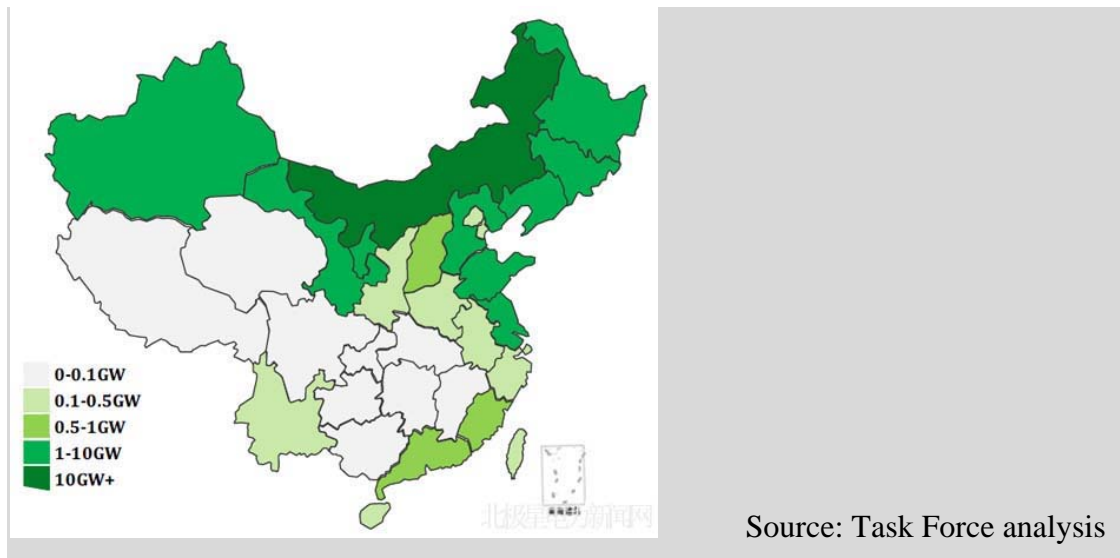 0-0.1GW
0.1-0.5GW
0.5-1GW
1-10GW
10GW+
北极星电力新闻网
Source: Task Force analysis